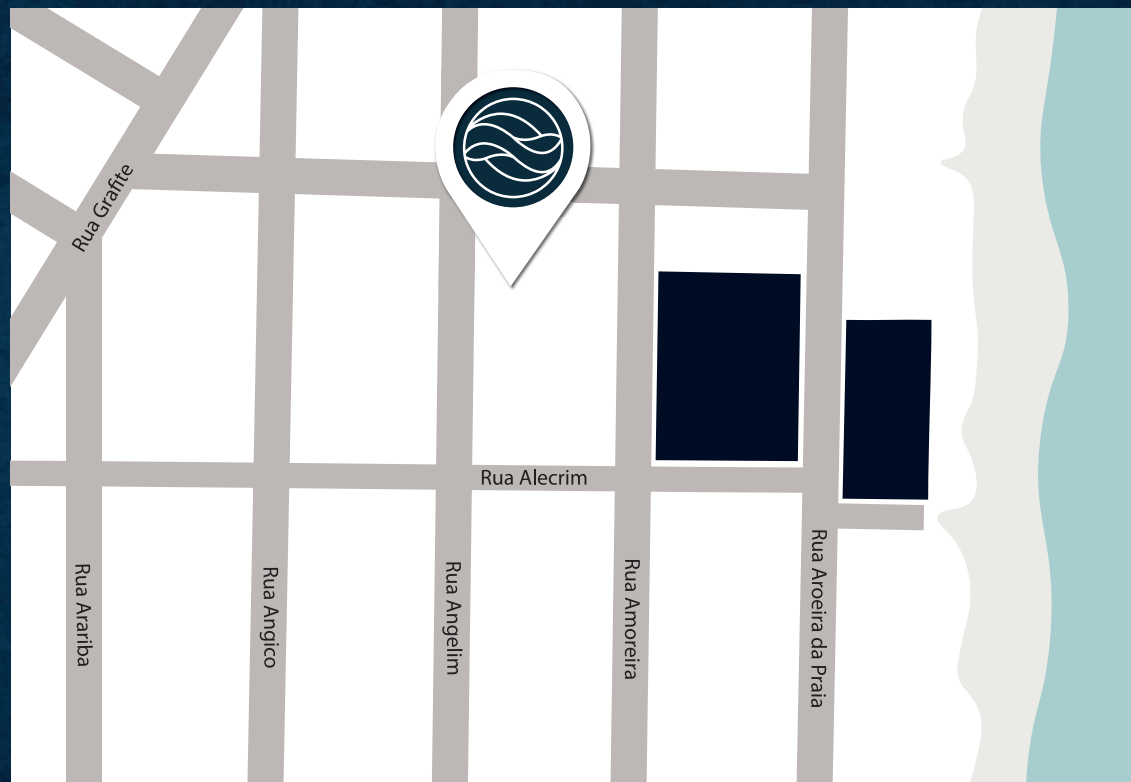 Rua Grafite
Rua Alecrim
Rua Arariba
Rua Angico
Rua Angelim
Rua Amoreira
Rua Aroeira da Praia